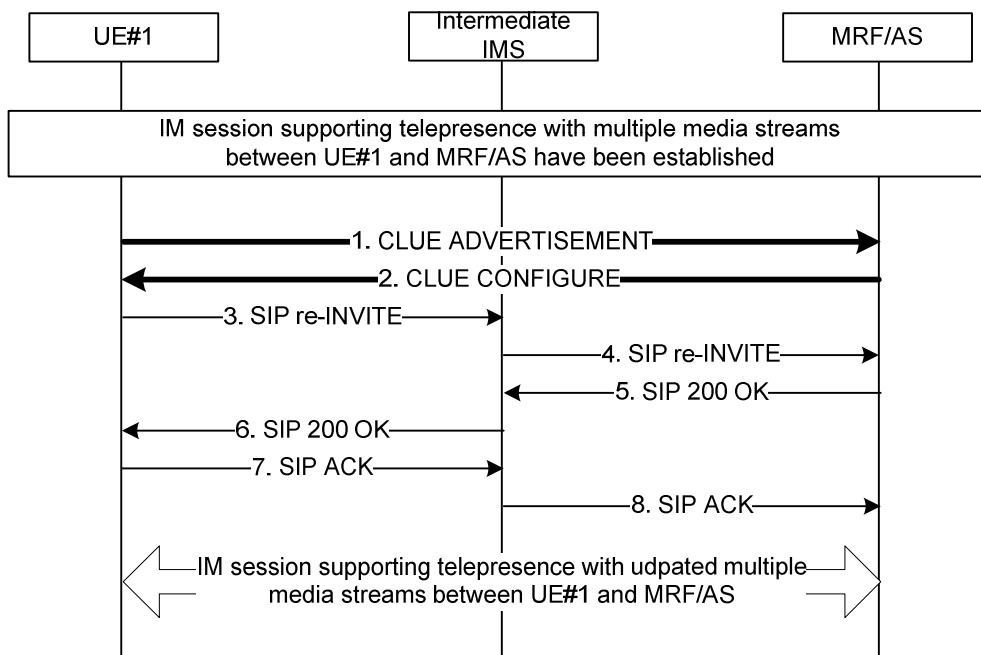 UE#1
Intermediate
IMS
MRF/AS
IM session supporting telepresence with multiple media streams
between UE#1 and MRF/AS have been established
1. CLUE ADVERTISEMENT
2. CLUE CONFIGURE
3. SIP re-INVITE
4. SIP re-INVITE
5. SIP 200 OK
6. SIP 200 OK
7. SIP ACK
8. SIP ACK
IM session supporting telepresence with udpated multiple
media streams between UE#1 and MRF/AS